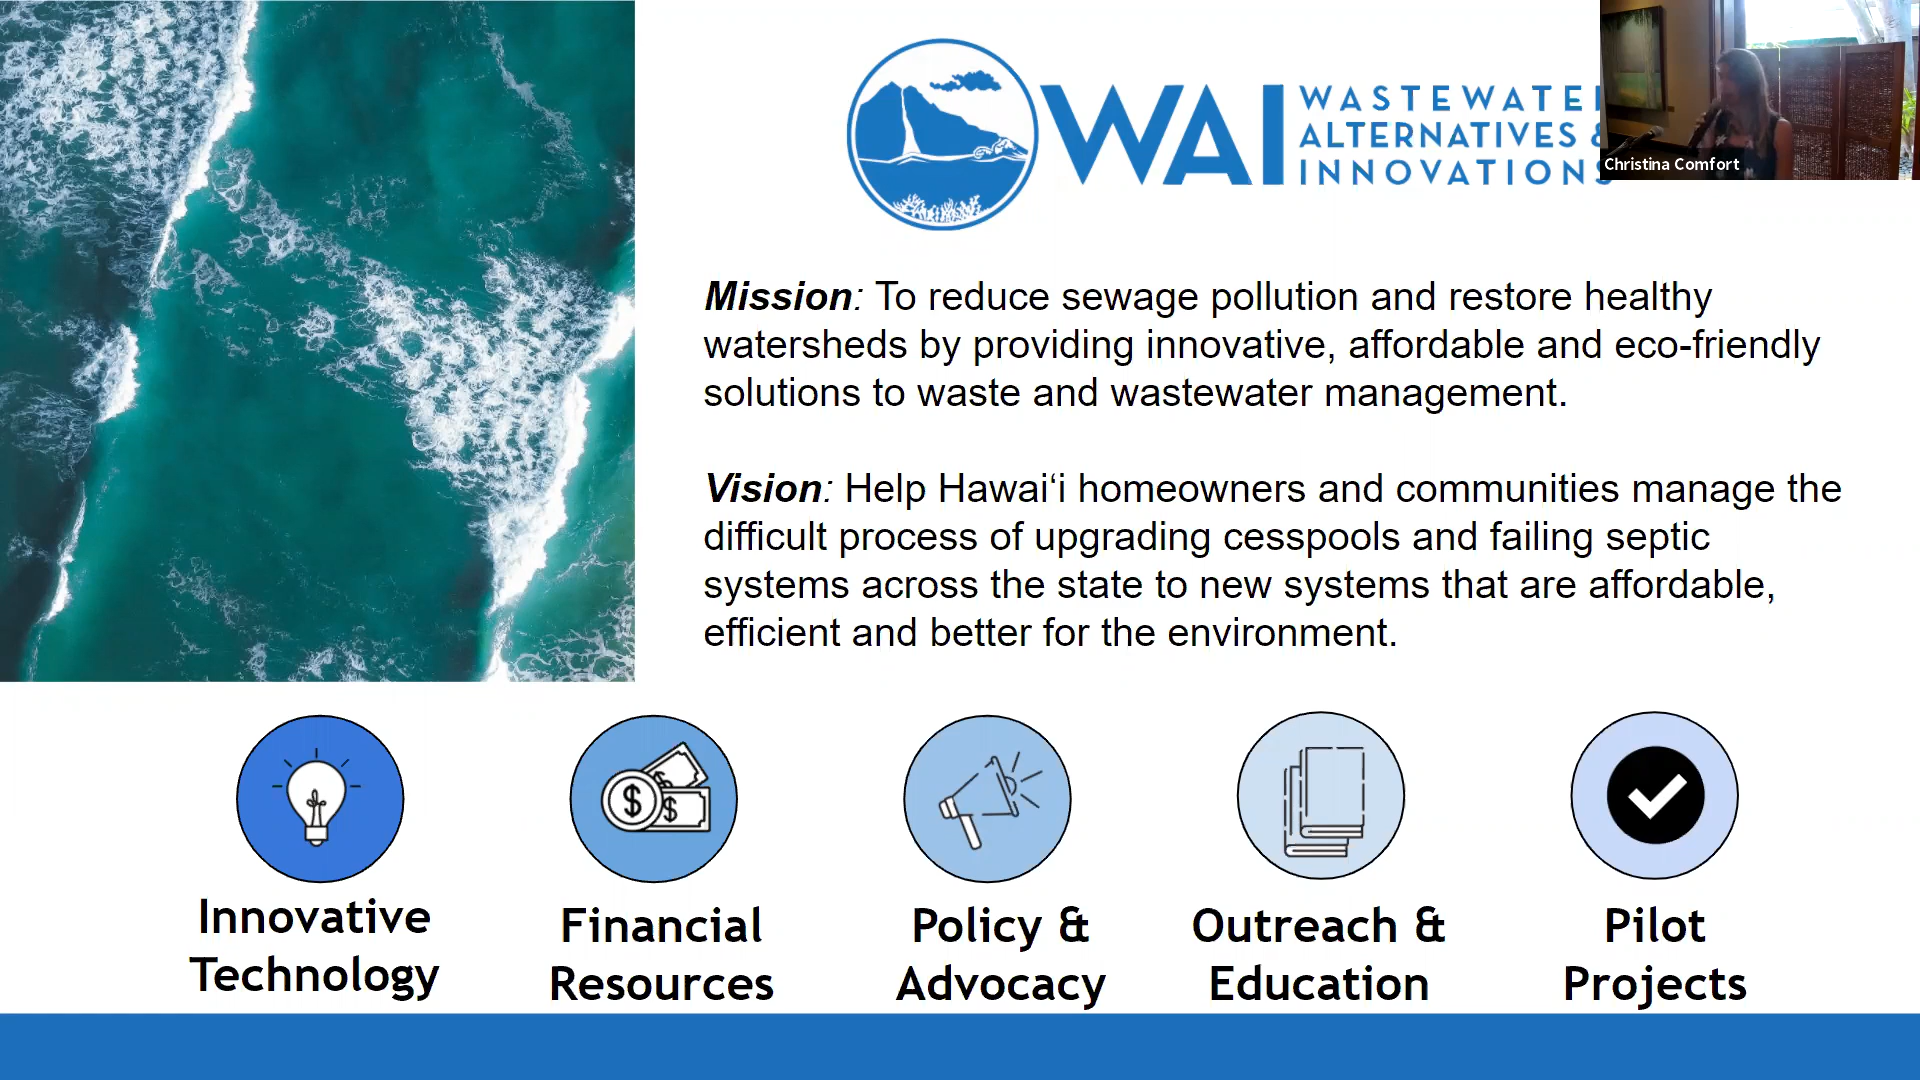 WAI
WASTEWATE
ALTERNATIVES &
INNOVATIONS
Christina Comfort
Mission: To reduce sewage pollution and restore healthy
watersheds by providing innovative, affordable and eco-friendly
solutions to waste and wastewater management.
Vision: Help Hawai‘i homeowners and communities manage the
difficult process of upgrading cesspools and failing septic
systems across the state to new systems that are affordable,
efficient and better for the environment.
Innovative
Technology
Financial
Resources
Policy &
Advocacy
Outreach &
Education
Pilot
Projects